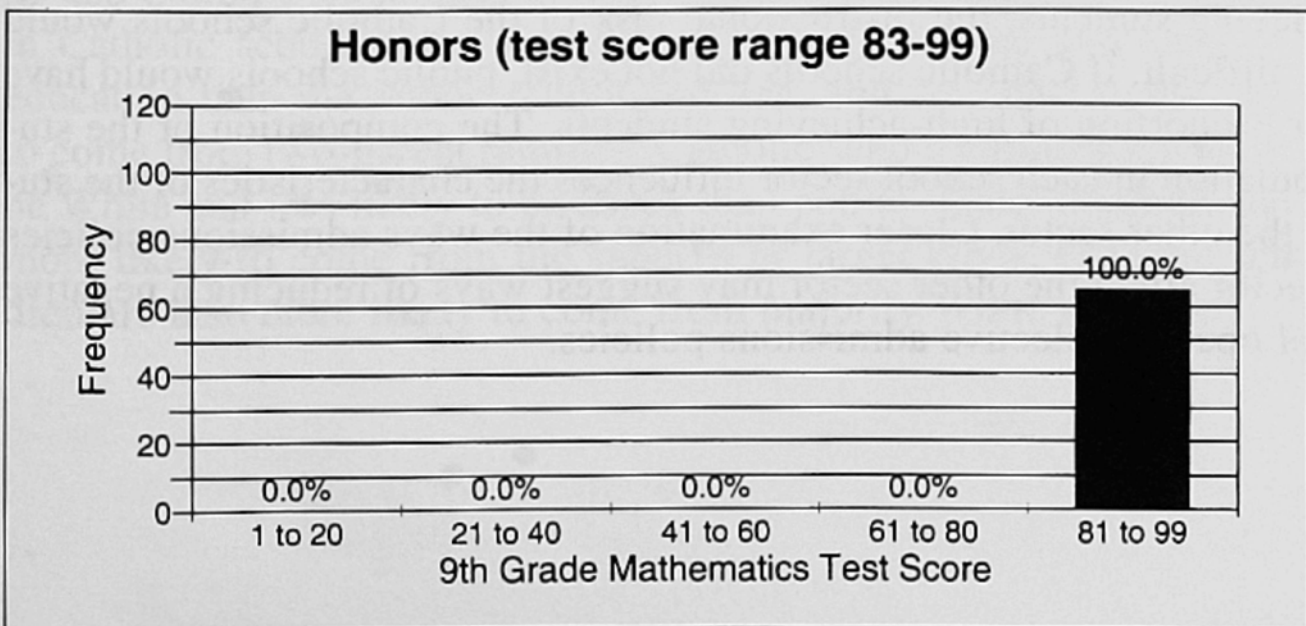 Honors (test score range 83-99)
120
100
80
60
40
20
0
Frequency
0.0%
0.0%
0.0%
0.0%
100.0%
1 to 20
21 to 40
41 to 60
61 to 80
81 to 99
9th Grade Mathematics Test Score